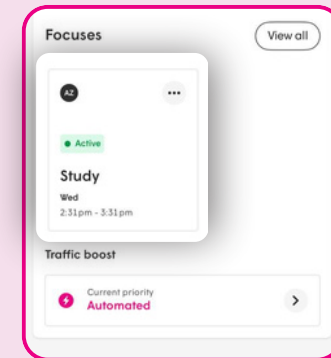 Focuses
View all
AZ
Active
Study
Wed
2:31pm - 3:31pm
Traffic boost
Current priority
Automated